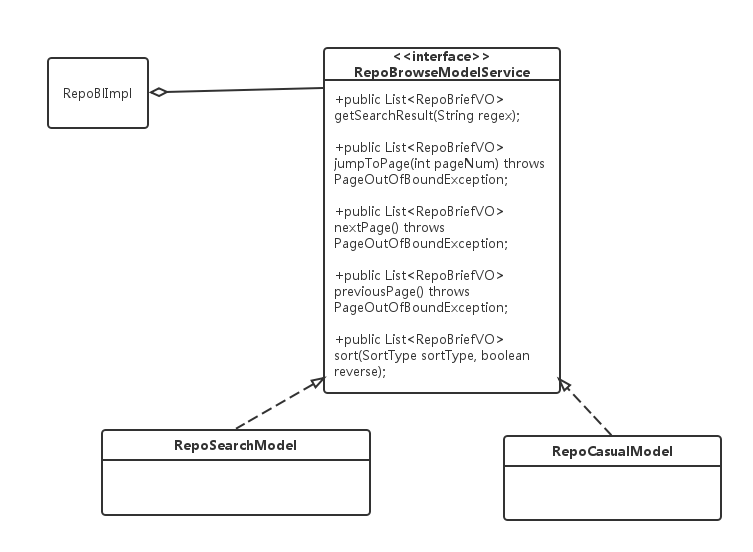 <<interface>>
RepoBrowseModelService
RepoBlImpl
+public List<RepoBriefVO>
getSearchResult(String regex);
+public List<RepoBriefVO>
jumpToPage(int pageNum) throws
PageOutOfBoundException;
+public List<RepoBriefVO>
nextPage() throws
PageOutOfBoundException;
+public List<RepoBriefVO>
previousPage() throws
PageOutOfBoundException;
+public List<RepoBriefVO>
sort(SortType sortType, boolean
reverse);
RepoSearchModel
RepoCasualModel